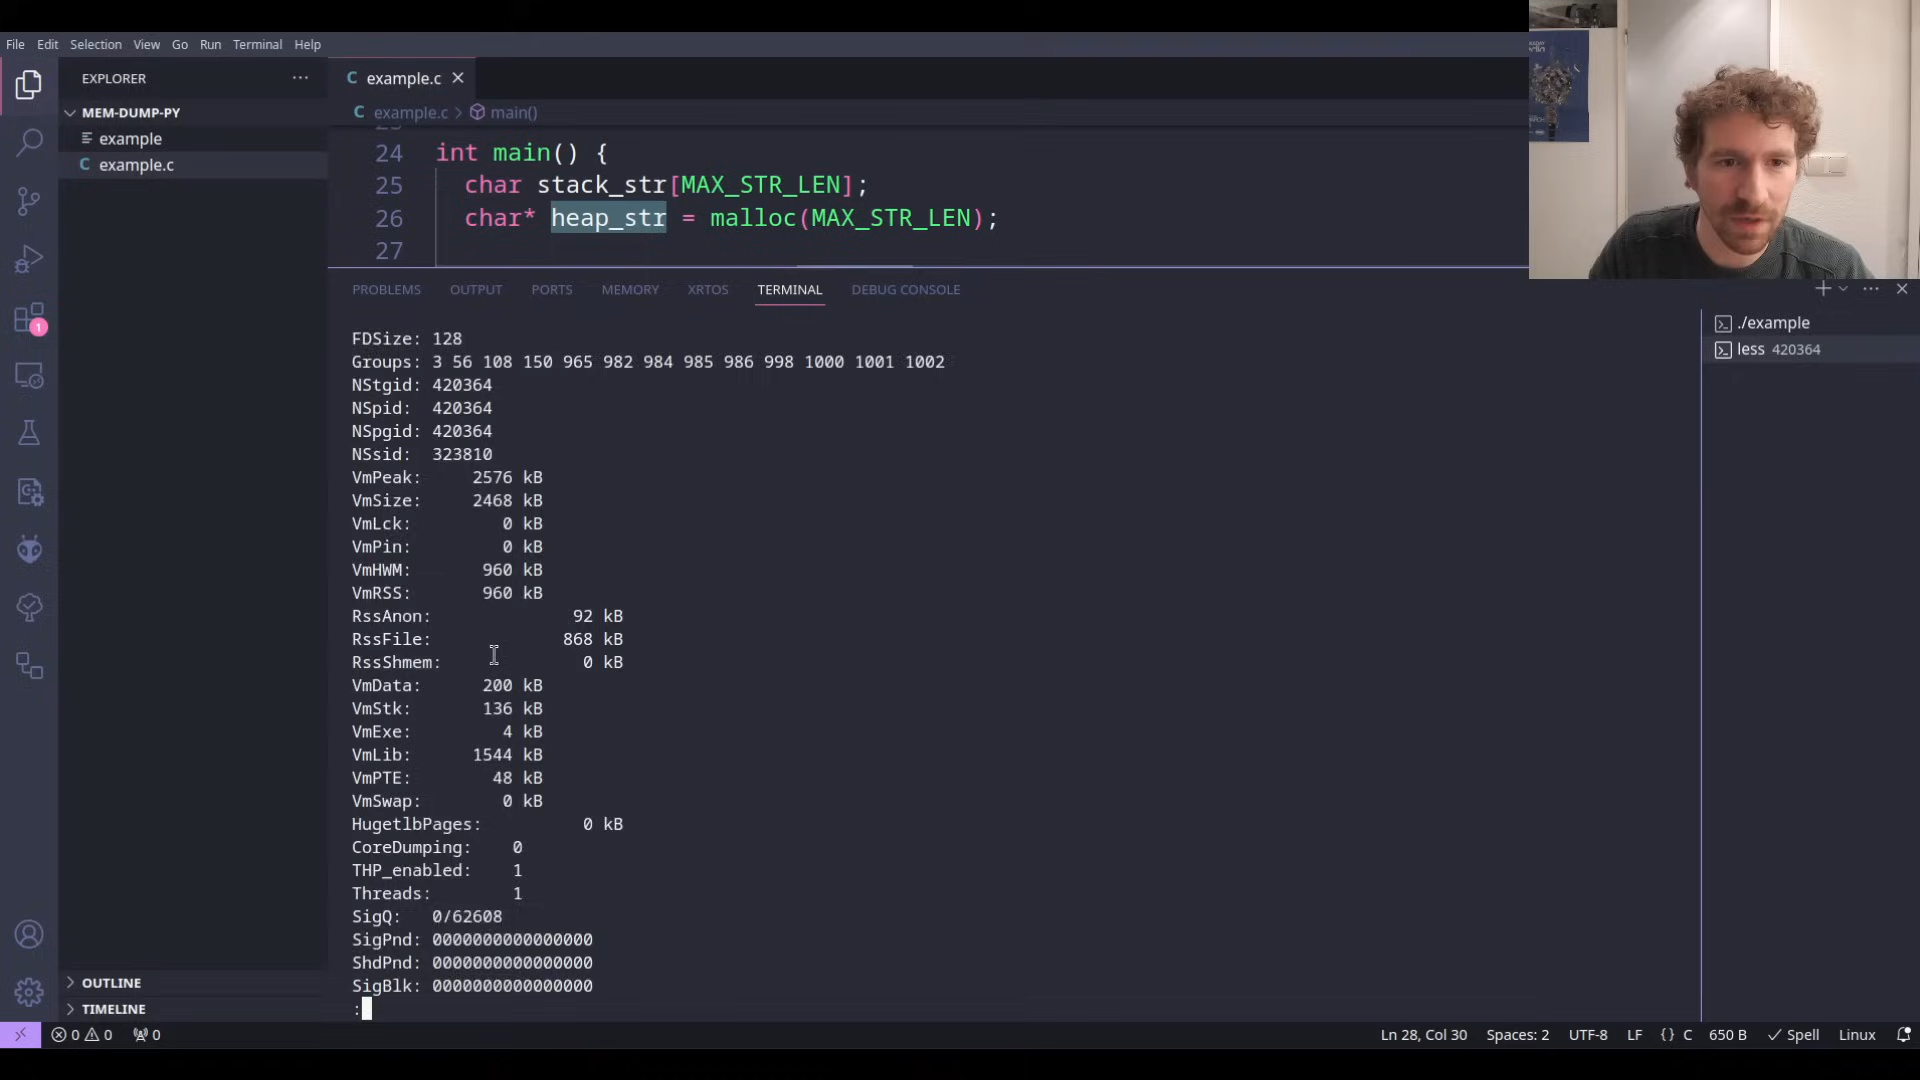 File Edit Selection View Go Run Terminal Help
EXPLORER
MEM-DUMP-PY
example
C example.c
1
OUTLINE
TIMELINE
C example.c
C example.c > main()
24 int main() {
25 char stack_str[MAX_STR_LEN];
26 char* heap_str = malloc(MAX_STR_LEN);
27
PROBLEMS OUTPUT PORTS MEMORY XRTOS TERMINAL DEBUG CONSOLE
./example
less 420364
FDSize: 128
Groups: 3 56 108 150 965 982 984 985 986 998 1000 1001 1002
NStgid: 420364
NSpid: 420364
NSpgid: 420364
NSsid: 323810
VmPeak: 2576 kB
VmSize: 2468 kB
VmLck: 0 kB
VmPin: 0 kB
VmHWM: 960 kB
VmRSS: 960 kB
RssAnon: 92 kB
RssFile: 868 kB
RssShmem: 0 kB
VmData: 200 kB
VmStk: 136 kB
VmExe: 4 kB
VmLib: 1544 kB
VmPTE: 48 kB
VmSwap: 0 kB
HugetlbPages: 0 kB
CoreDumping: 0
THP_enabled: 1
Threads: 1
SigQ: 0/62608
SigPnd: 0000000000000000
ShdPnd: 0000000000000000
SigBlk: 0000000000000000
:
0 0 0 Ln 28, Col 30 Spaces: 2 UTF-8 LF {} C 650 B Spell Linux